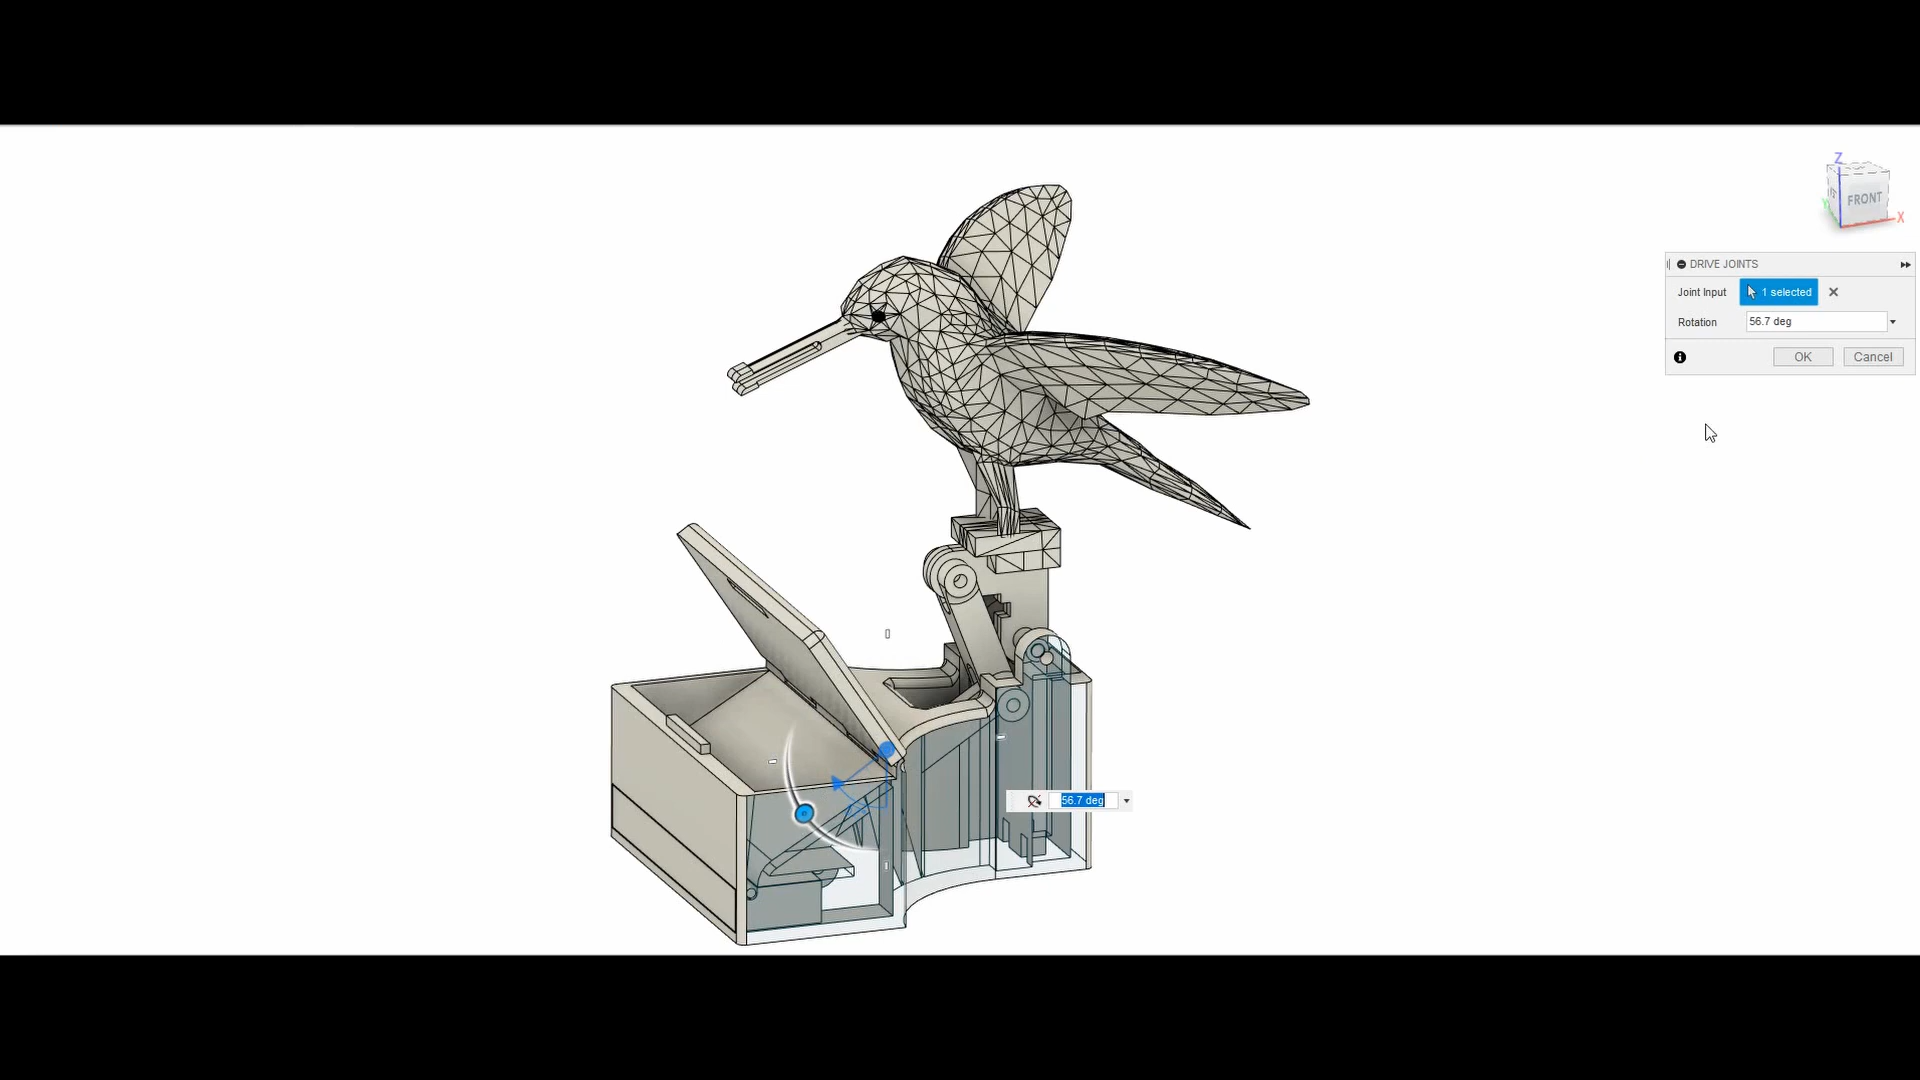 Z
FRONT
X
Y
DRIVE JOINTS
Joint Input
1 selected
Rotation
56.7 deg
OK
Cancel
56.7 deg